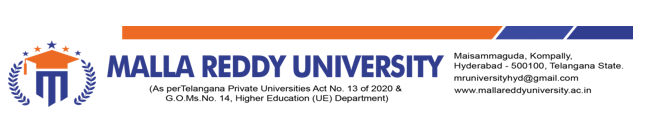 MALLA REDDY UNIVERSITY
(As perTelangana Private Universities Act No. 13 of 2020 &
G.O.Ms.No. 14, Higher Education (UE) Department)
Maisammaguda, Kompally,
Hyderabad - 500100, Telangana State.
mruniversityhyd@gmail.com
www.mallareddyuniversity.ac.in